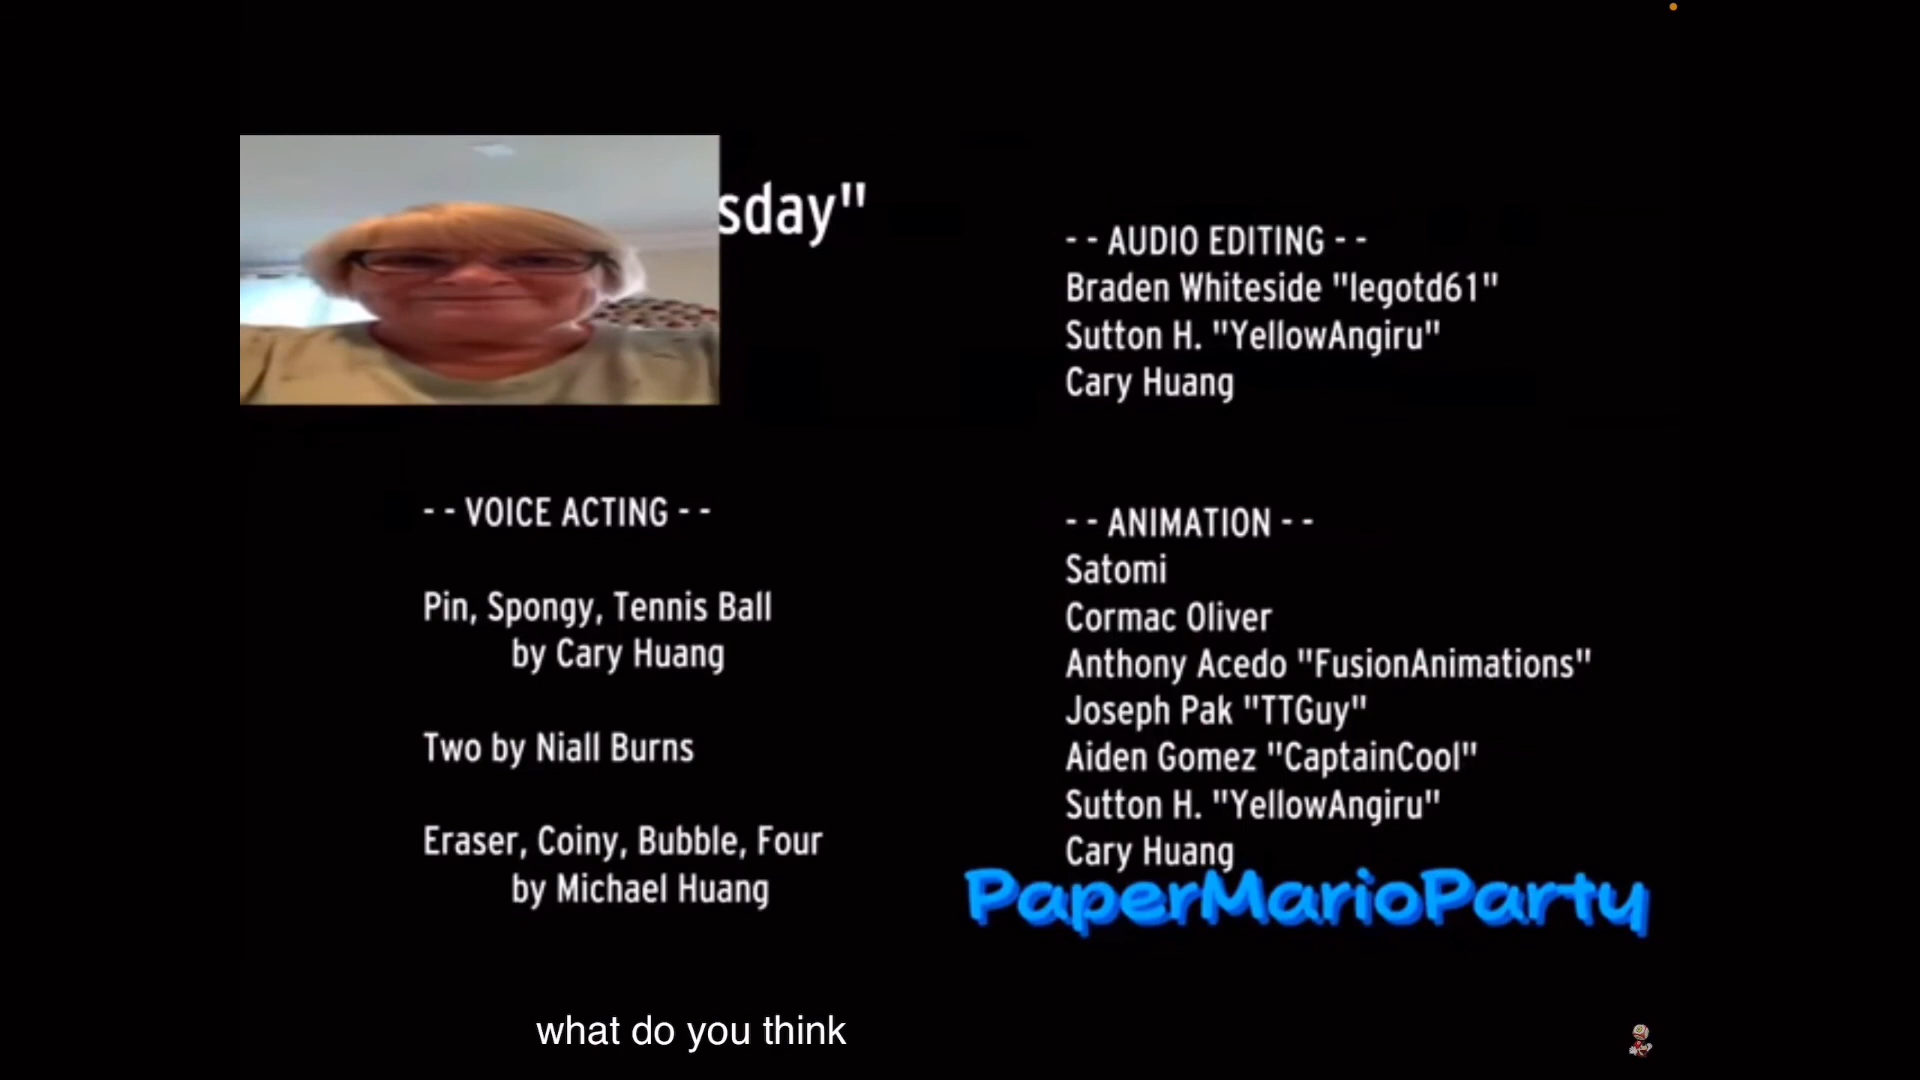 sday"
- - VOICE ACTING - -
Pin, Spongy, Tennis Ball
by Cary Huang
Two by Niall Burns
Eraser, Coiny, Bubble, Four
by Michael Huang
- - AUDIO EDITING - -
Braden Whiteside "legotd61"
Sutton H. "YellowAngiru"
Cary Huang
- - ANIMATION - -
Satomi
Cormac Oliver
Anthony Acedo "FusionAnimations"
Joseph Pak "TTGuy"
Aiden Gomez "CaptainCool"
Sutton H. "YellowAngiru"
Cary Huang
PaperMarioParty
what do you think